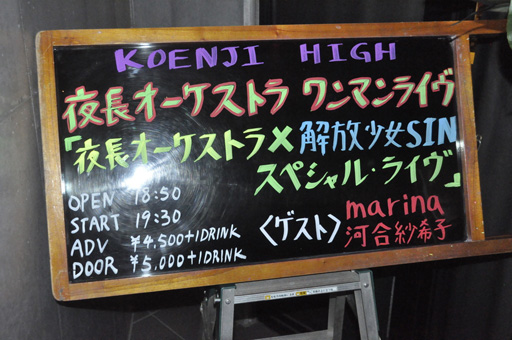 KOENJI HIGH
夜長オーケストラ ワンマンライヴ
「夜長オーケストラ×解放少女SIN
スペシャル・ライヴ」
OPEN 18:50
START 19:30
ADV ¥4,500+1DRINK
DOOR ¥5,000+1DRINK
〈ゲスト〉
marina
河合紗希子